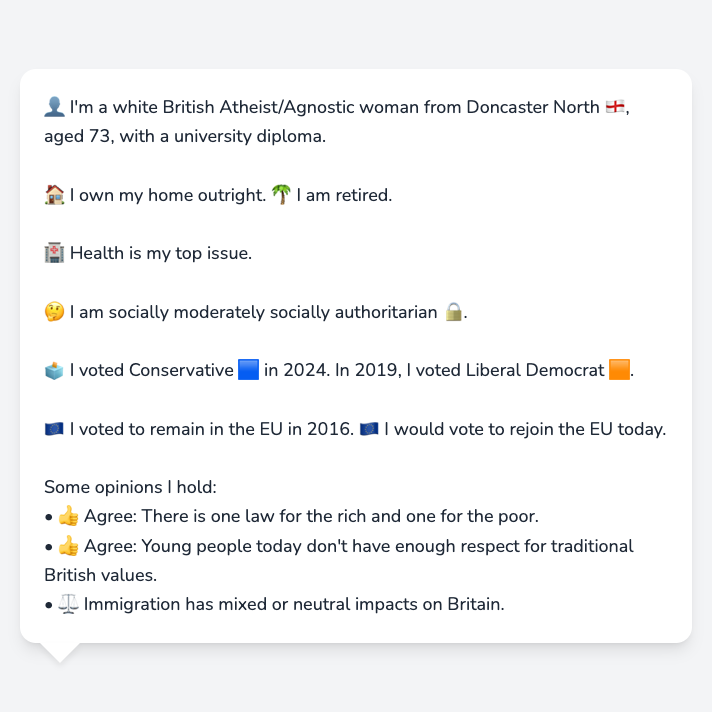 👤 I'm a white British Atheist/Agnostic woman from Doncaster North 🏴󠁧󠁢󠁥󠁮󠁧󠁿,
aged 73, with a university diploma.
🏠 I own my home outright. 🌴 I am retired.
🏥 Health is my top issue.
🤔 I am socially moderately socially authoritarian 🔒.
🗳️ I voted Conservative 🟦 in 2024. In 2019, I voted Liberal Democrat 🟧.
🇪🇺 I voted to remain in the EU in 2016. 🇪🇺 I would vote to rejoin the EU today.
Some opinions I hold:
• 👍 Agree: There is one law for the rich and one for the poor.
• 👍 Agree: Young people today don't have enough respect for traditional
British values.
• ⚖️ Immigration has mixed or neutral impacts on Britain.